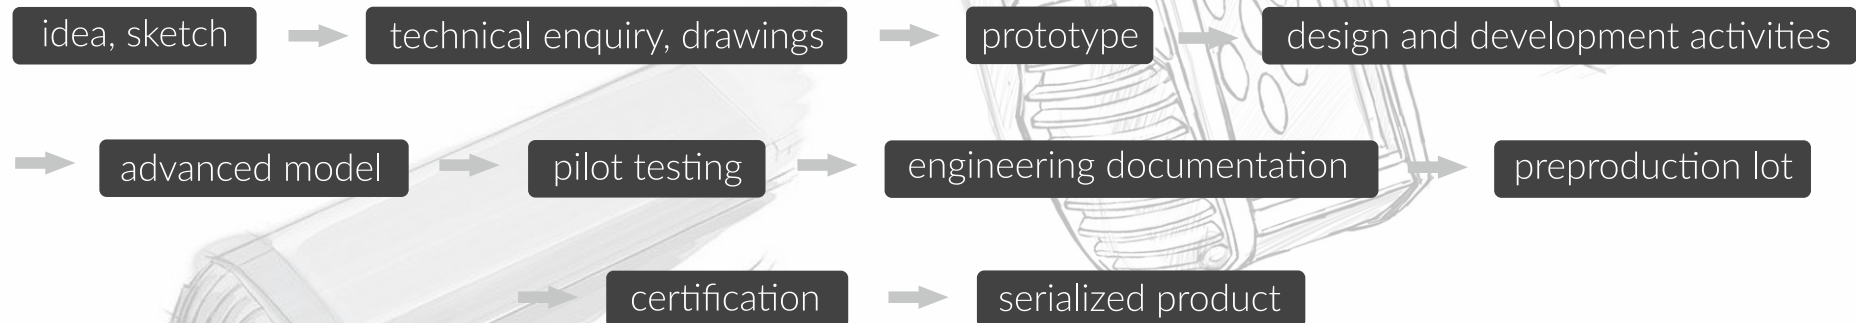 idea, sketch
technical enquiry, drawings
prototype
design and development activities
advanced model
pilot testing
engineering documentation
preproduction lot
certification
serialized product